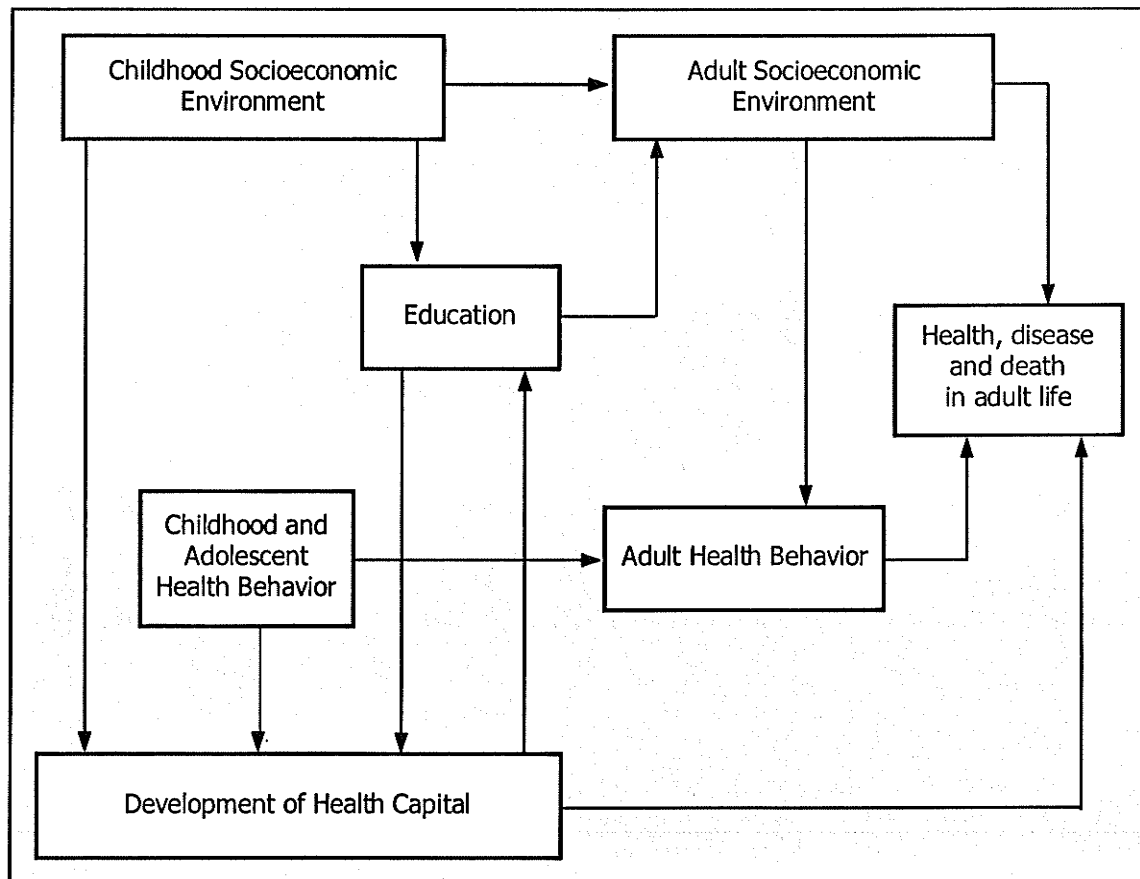 Childhood Socioeconomic
Environment
Adult Socioeconomic
Environment
Education
Health, disease
and death
in adult life
Childhood and
Adolescent
Health Behavior
Adult Health Behavior
Development of Health Capital